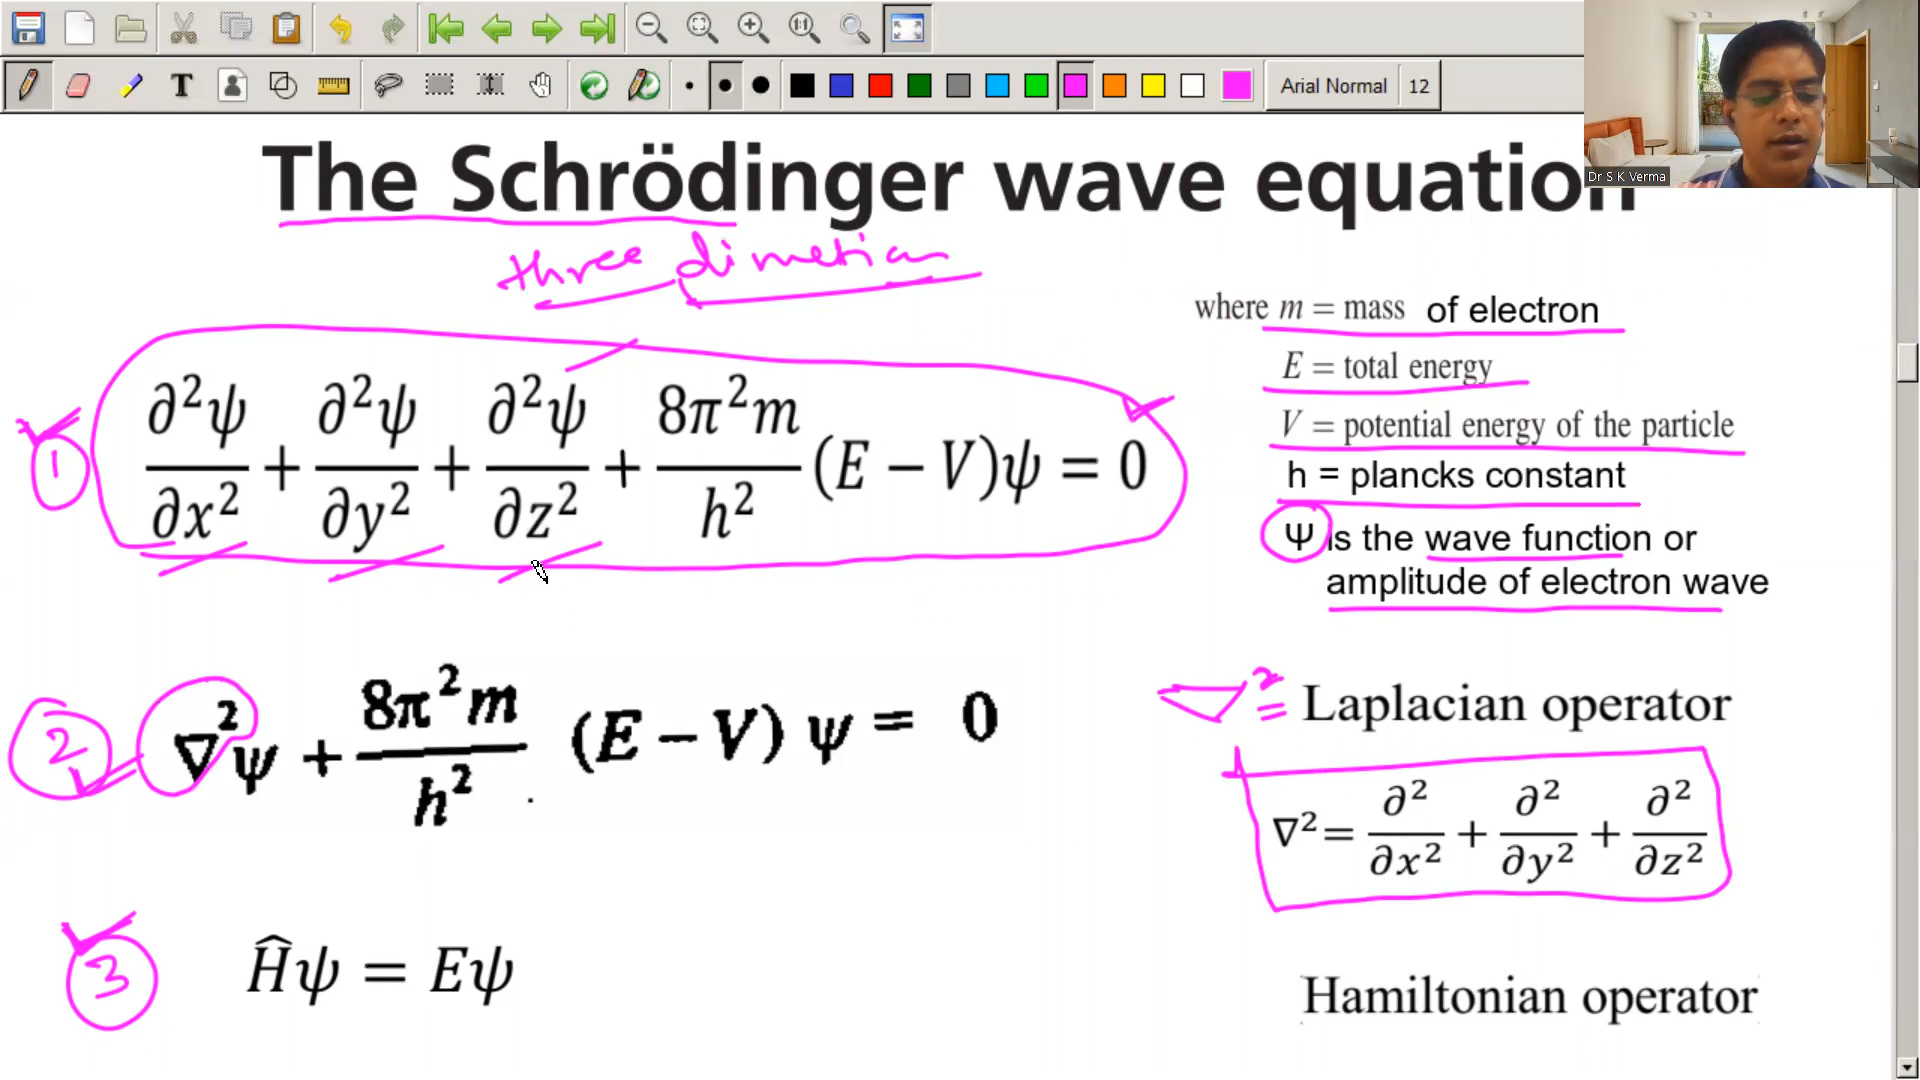 T
Arial Normal 12
Dr S K Verma
The Schrödinger wave equation
three dimetian
where m = mass of electron
E = total energy
V = potential energy of the particle
h = plancks constant
Ψ is the wave function or
amplitude of electron wave
1
∂²ψ/∂x² + ∂²ψ/∂y² + ∂²ψ/∂z² + 8π²m/h² (E − V)ψ = 0
2
∇²ψ + 8π²m/h² (E − V) ψ = 0
∇² = Laplacian operator
∇² = ∂²/∂x² + ∂²/∂y² + ∂²/∂z²
3
Ĥψ = Eψ
Hamiltonian operator